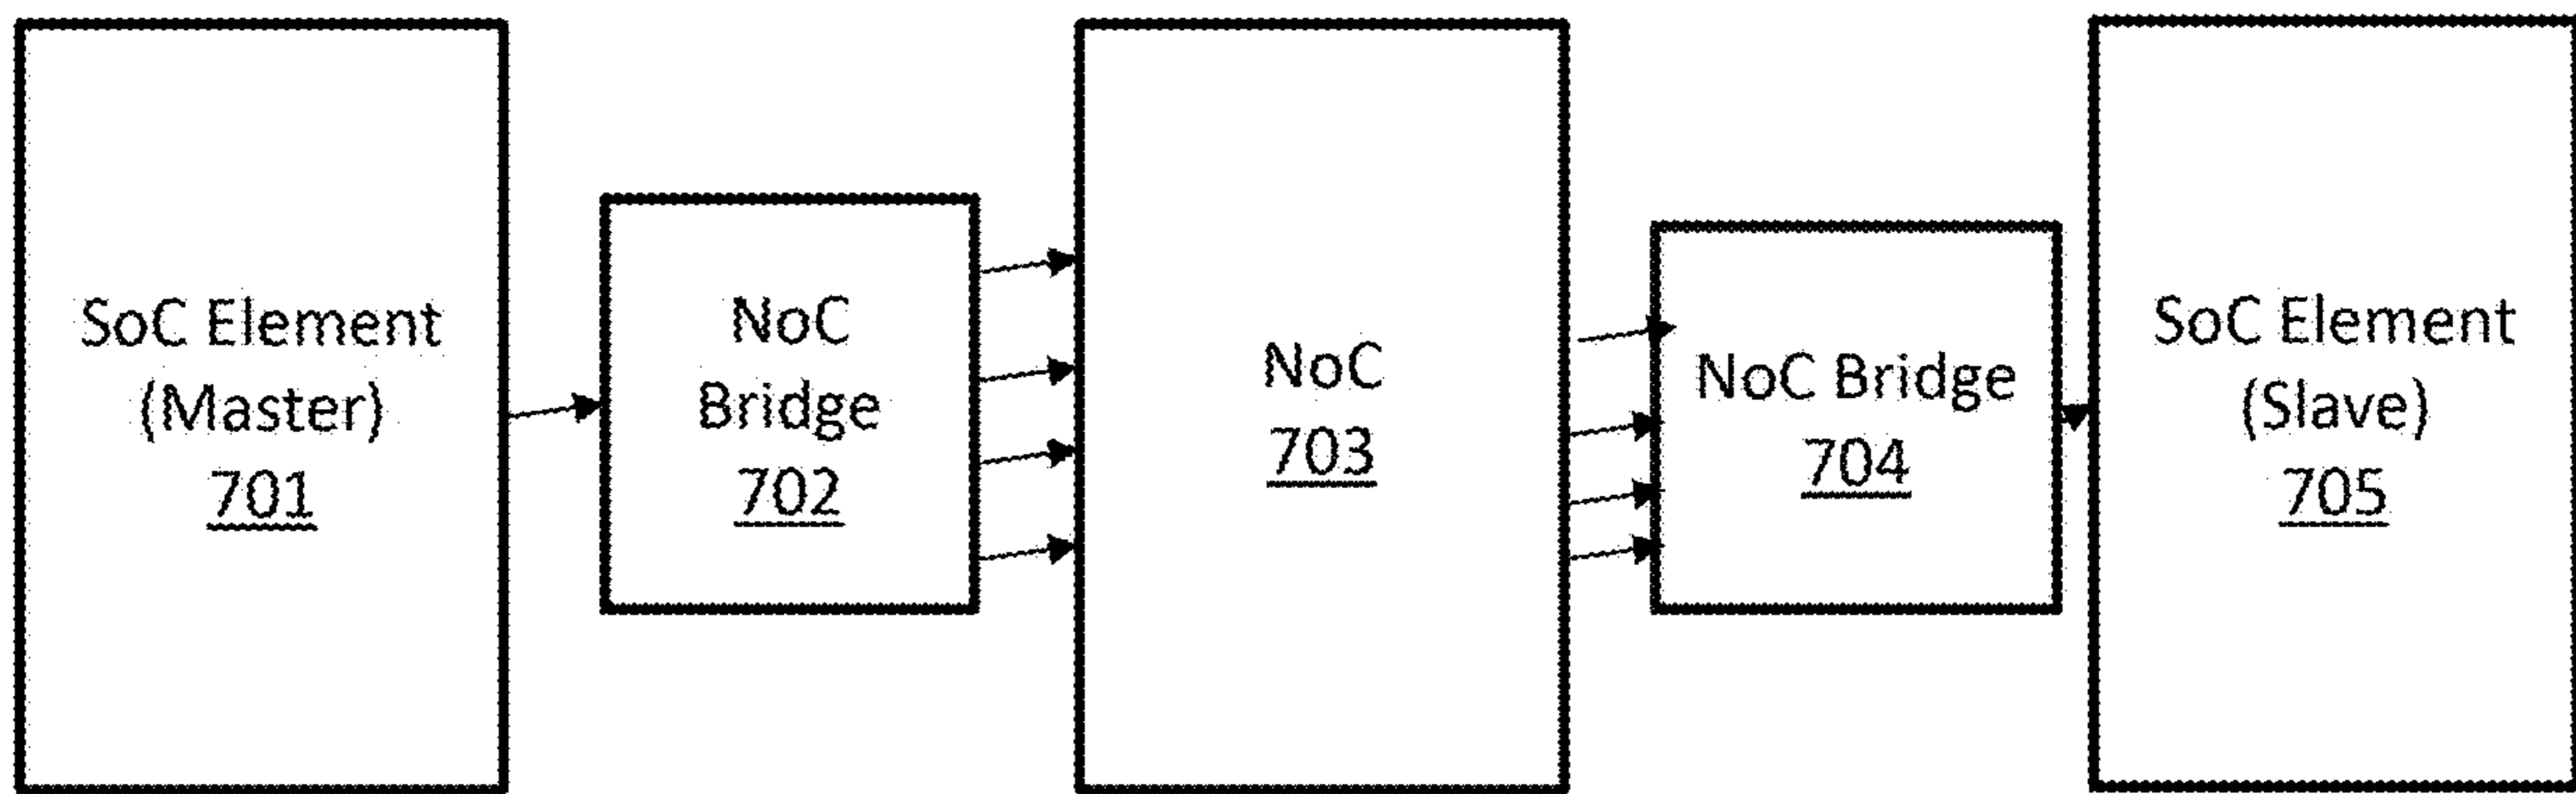 SoC Element
(Master)
701
NoC
Bridge
702
NoC
703
NoC Bridge
704
SoC Element
(Slave)
705